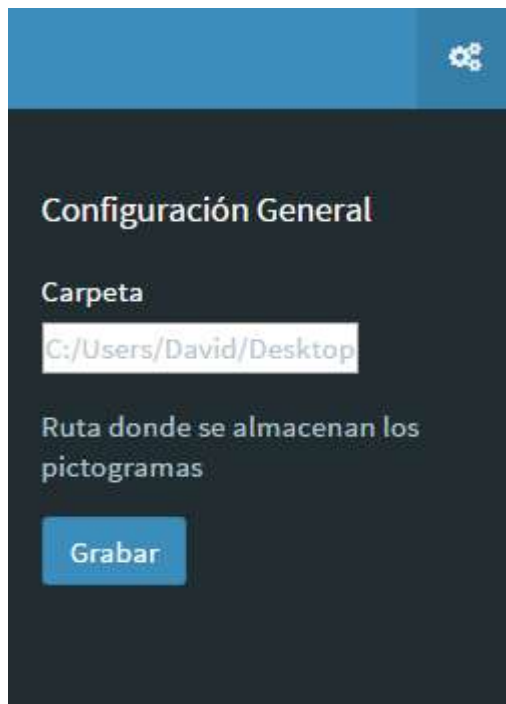 Configuración General
Carpeta
C:/Users/David/Desktop
Ruta donde se almacenan los
pictogramas
Grabar